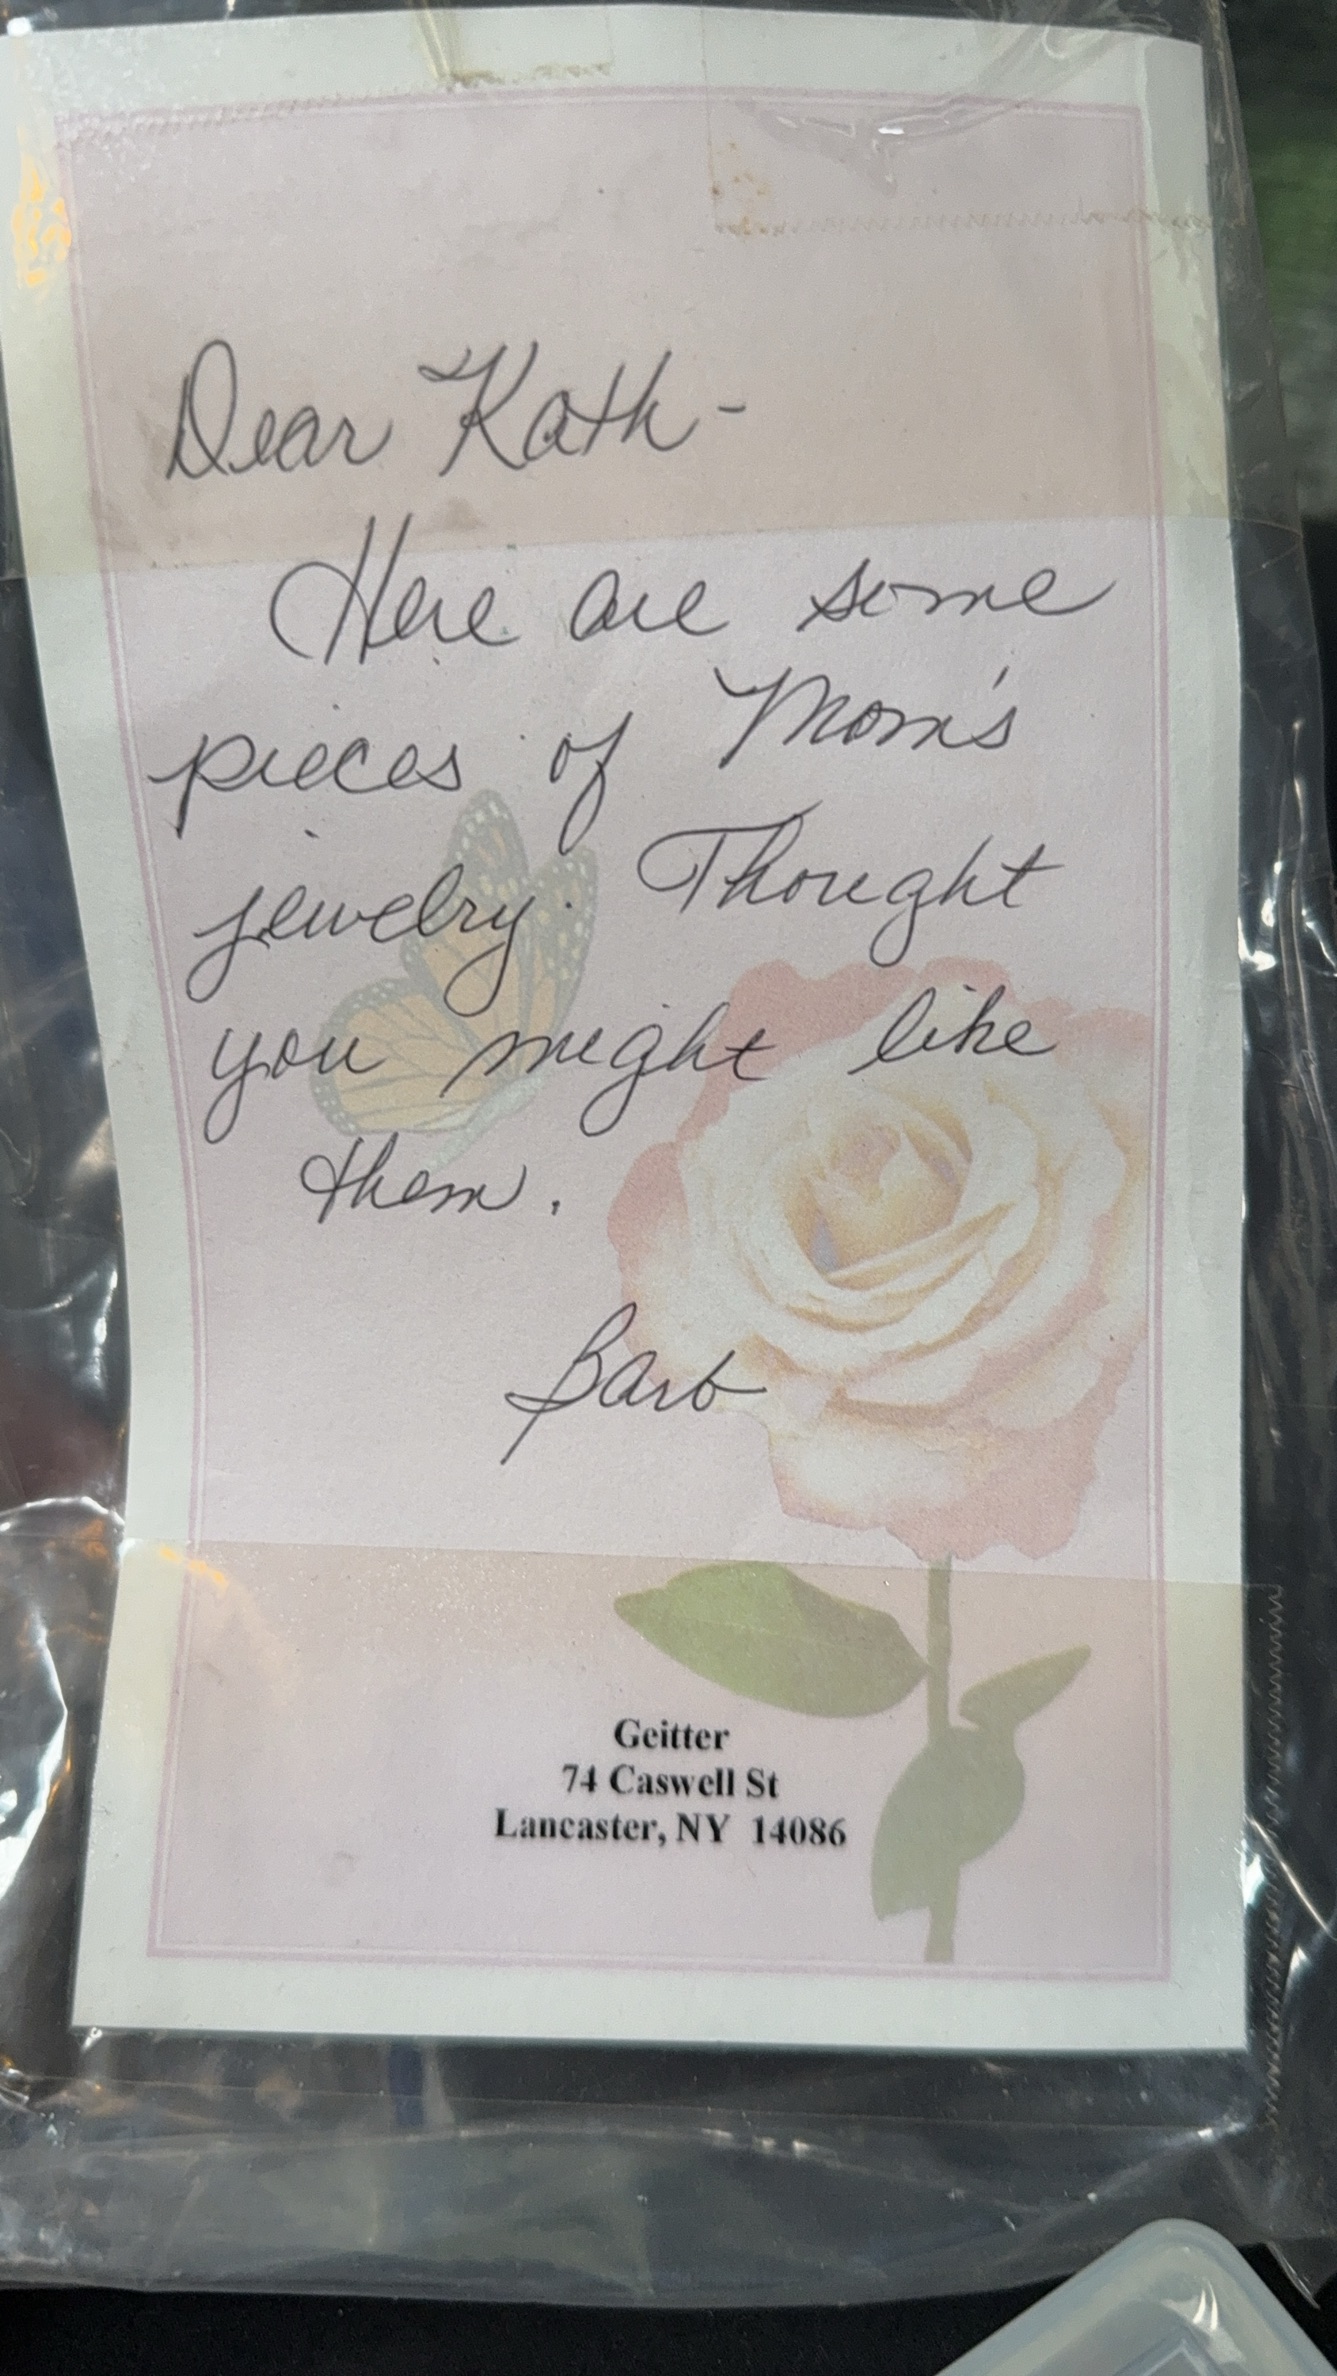 Dear Kath-
Here are some
pieces of Mom's
jewelry. Thought
you might like
them.
Barb
Geitter
74 Caswell St
Lancaster, NY 14086